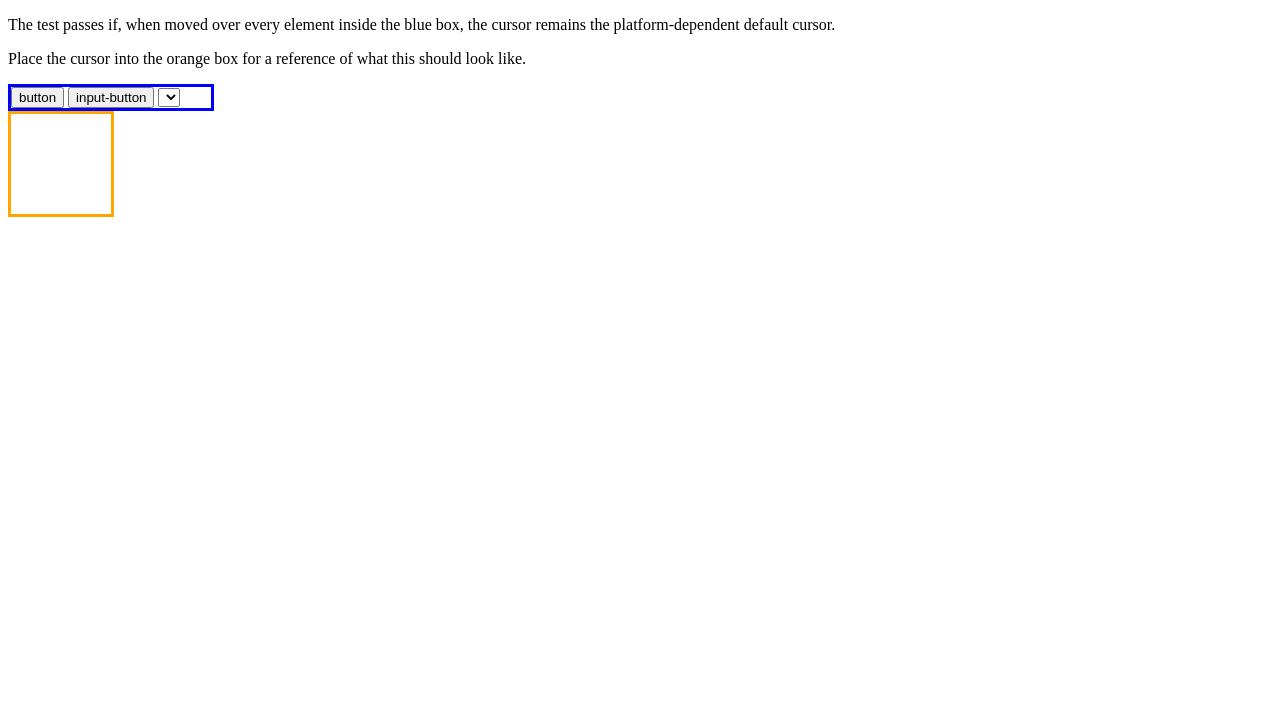 The test passes if, when moved over every element inside the blue box, the cursor remains the platform-dependent default cursor.
Place the cursor into the orange box for a reference of what this should look like.
button input-button